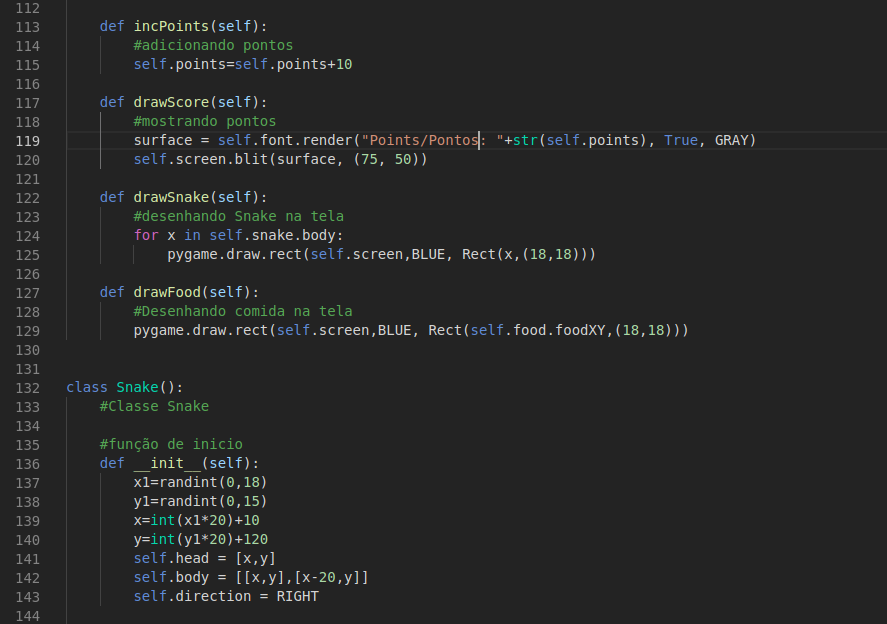 112
113 def incPoints(self):
114 #adicionando pontos
115 self.points=self.points+10
116
117 def drawScore(self):
118 #mostrando pontos
119 surface = self.font.render("Points/Pontos: "+str(self.points), True, GRAY)
120 self.screen.blit(surface, (75, 50))
121
122 def drawSnake(self):
123 #desenhando Snake na tela
124 for x in self.snake.body:
125 pygame.draw.rect(self.screen,BLUE, Rect(x,(18,18)))
126
127 def drawFood(self):
128 #Desenhando comida na tela
129 pygame.draw.rect(self.screen,BLUE, Rect(self.food.foodXY,(18,18)))
130
131
132 class Snake():
133 #Classe Snake
134
135 #função de inicio
136 def __init__(self):
137 x1=randint(0,18)
138 y1=randint(0,15)
139 x=int(x1*20)+10
140 y=int(y1*20)+120
141 self.head = [x,y]
142 self.body = [[x,y],[x-20,y]]
143 self.direction = RIGHT
144